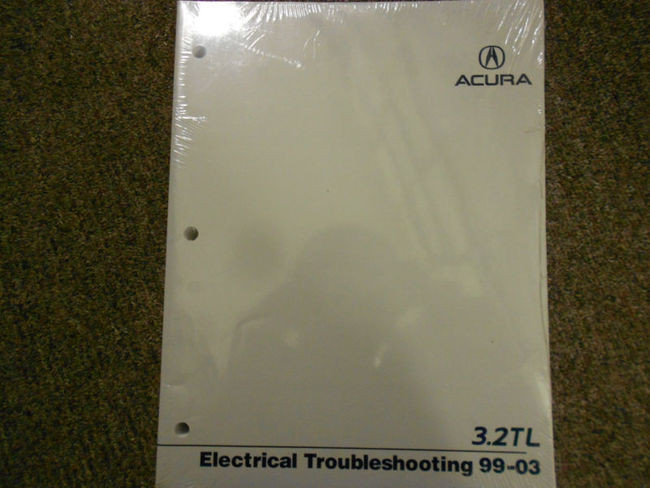 ACURA
3.2TL
Electrical Troubleshooting 99-03